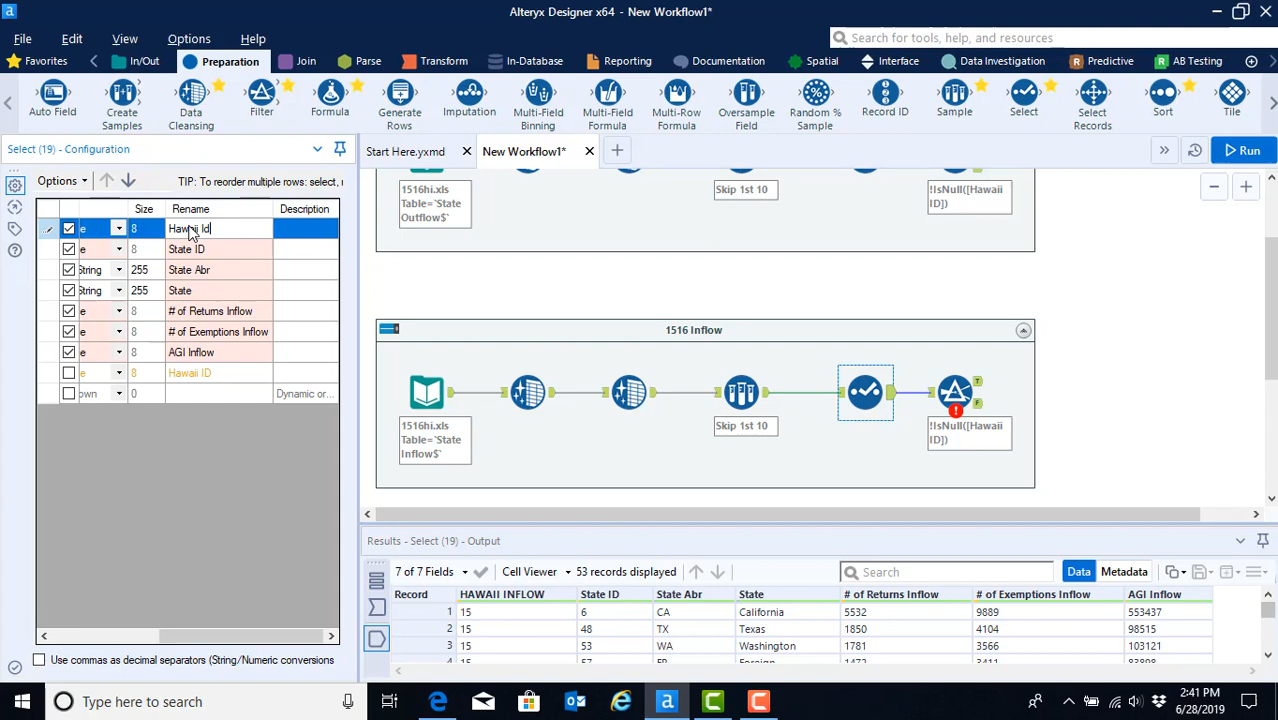 Alteryx Designer x64 - New Workflow1*
File Edit View Options Help
Search for tools, help, and resources
Favorites In/Out Preparation Join Parse Transform In-Database Reporting Documentation Spatial Interface Data Investigation Predictive AB Testing
Auto Field Create Samples Data Cleansing Filter Formula Generate Rows Imputation Multi-Field Binning Multi-Field Formula Multi-Row Formula Oversample Field Random % Sample Record ID Sample Select Select Records Sort Tile
Select (19) - Configuration
Start Here.yxmd New Workflow1*
Run
Options TIP: To reorder multiple rows: select, r
Size Rename Description
e 8 Hawaii Id
e 8 State ID
String 255 State Abr
String 255 State
e 8 # of Returns Inflow
e 8 # of Exemptions Inflow
e 8 AGI Inflow
e 8 Hawaii ID
own 0 Dynamic or...
Use commas as decimal separators (String/Numeric conversions
1516hi.xls
Table=`State
Outflow$`
Skip 1st 10
!IsNull([Hawaii
ID])
1516 Inflow
1516hi.xls
Table=`State
Inflow$`
Skip 1st 10
!IsNull([Hawaii
ID])
Results - Select (19) - Output
7 of 7 Fields Cell Viewer 53 records displayed Search Data Metadata
Record HAWAII INFLOW State ID State Abr State # of Returns Inflow # of Exemptions Inflow AGI Inflow
1 15 6 CA California 5532 9889 553437
2 15 48 TX Texas 1850 4104 98515
3 15 53 WA Washington 1781 3566 103121
4 15 57 FR Foreign 1472 3411 83898
Type here to search
2:41 PM
6/28/2019